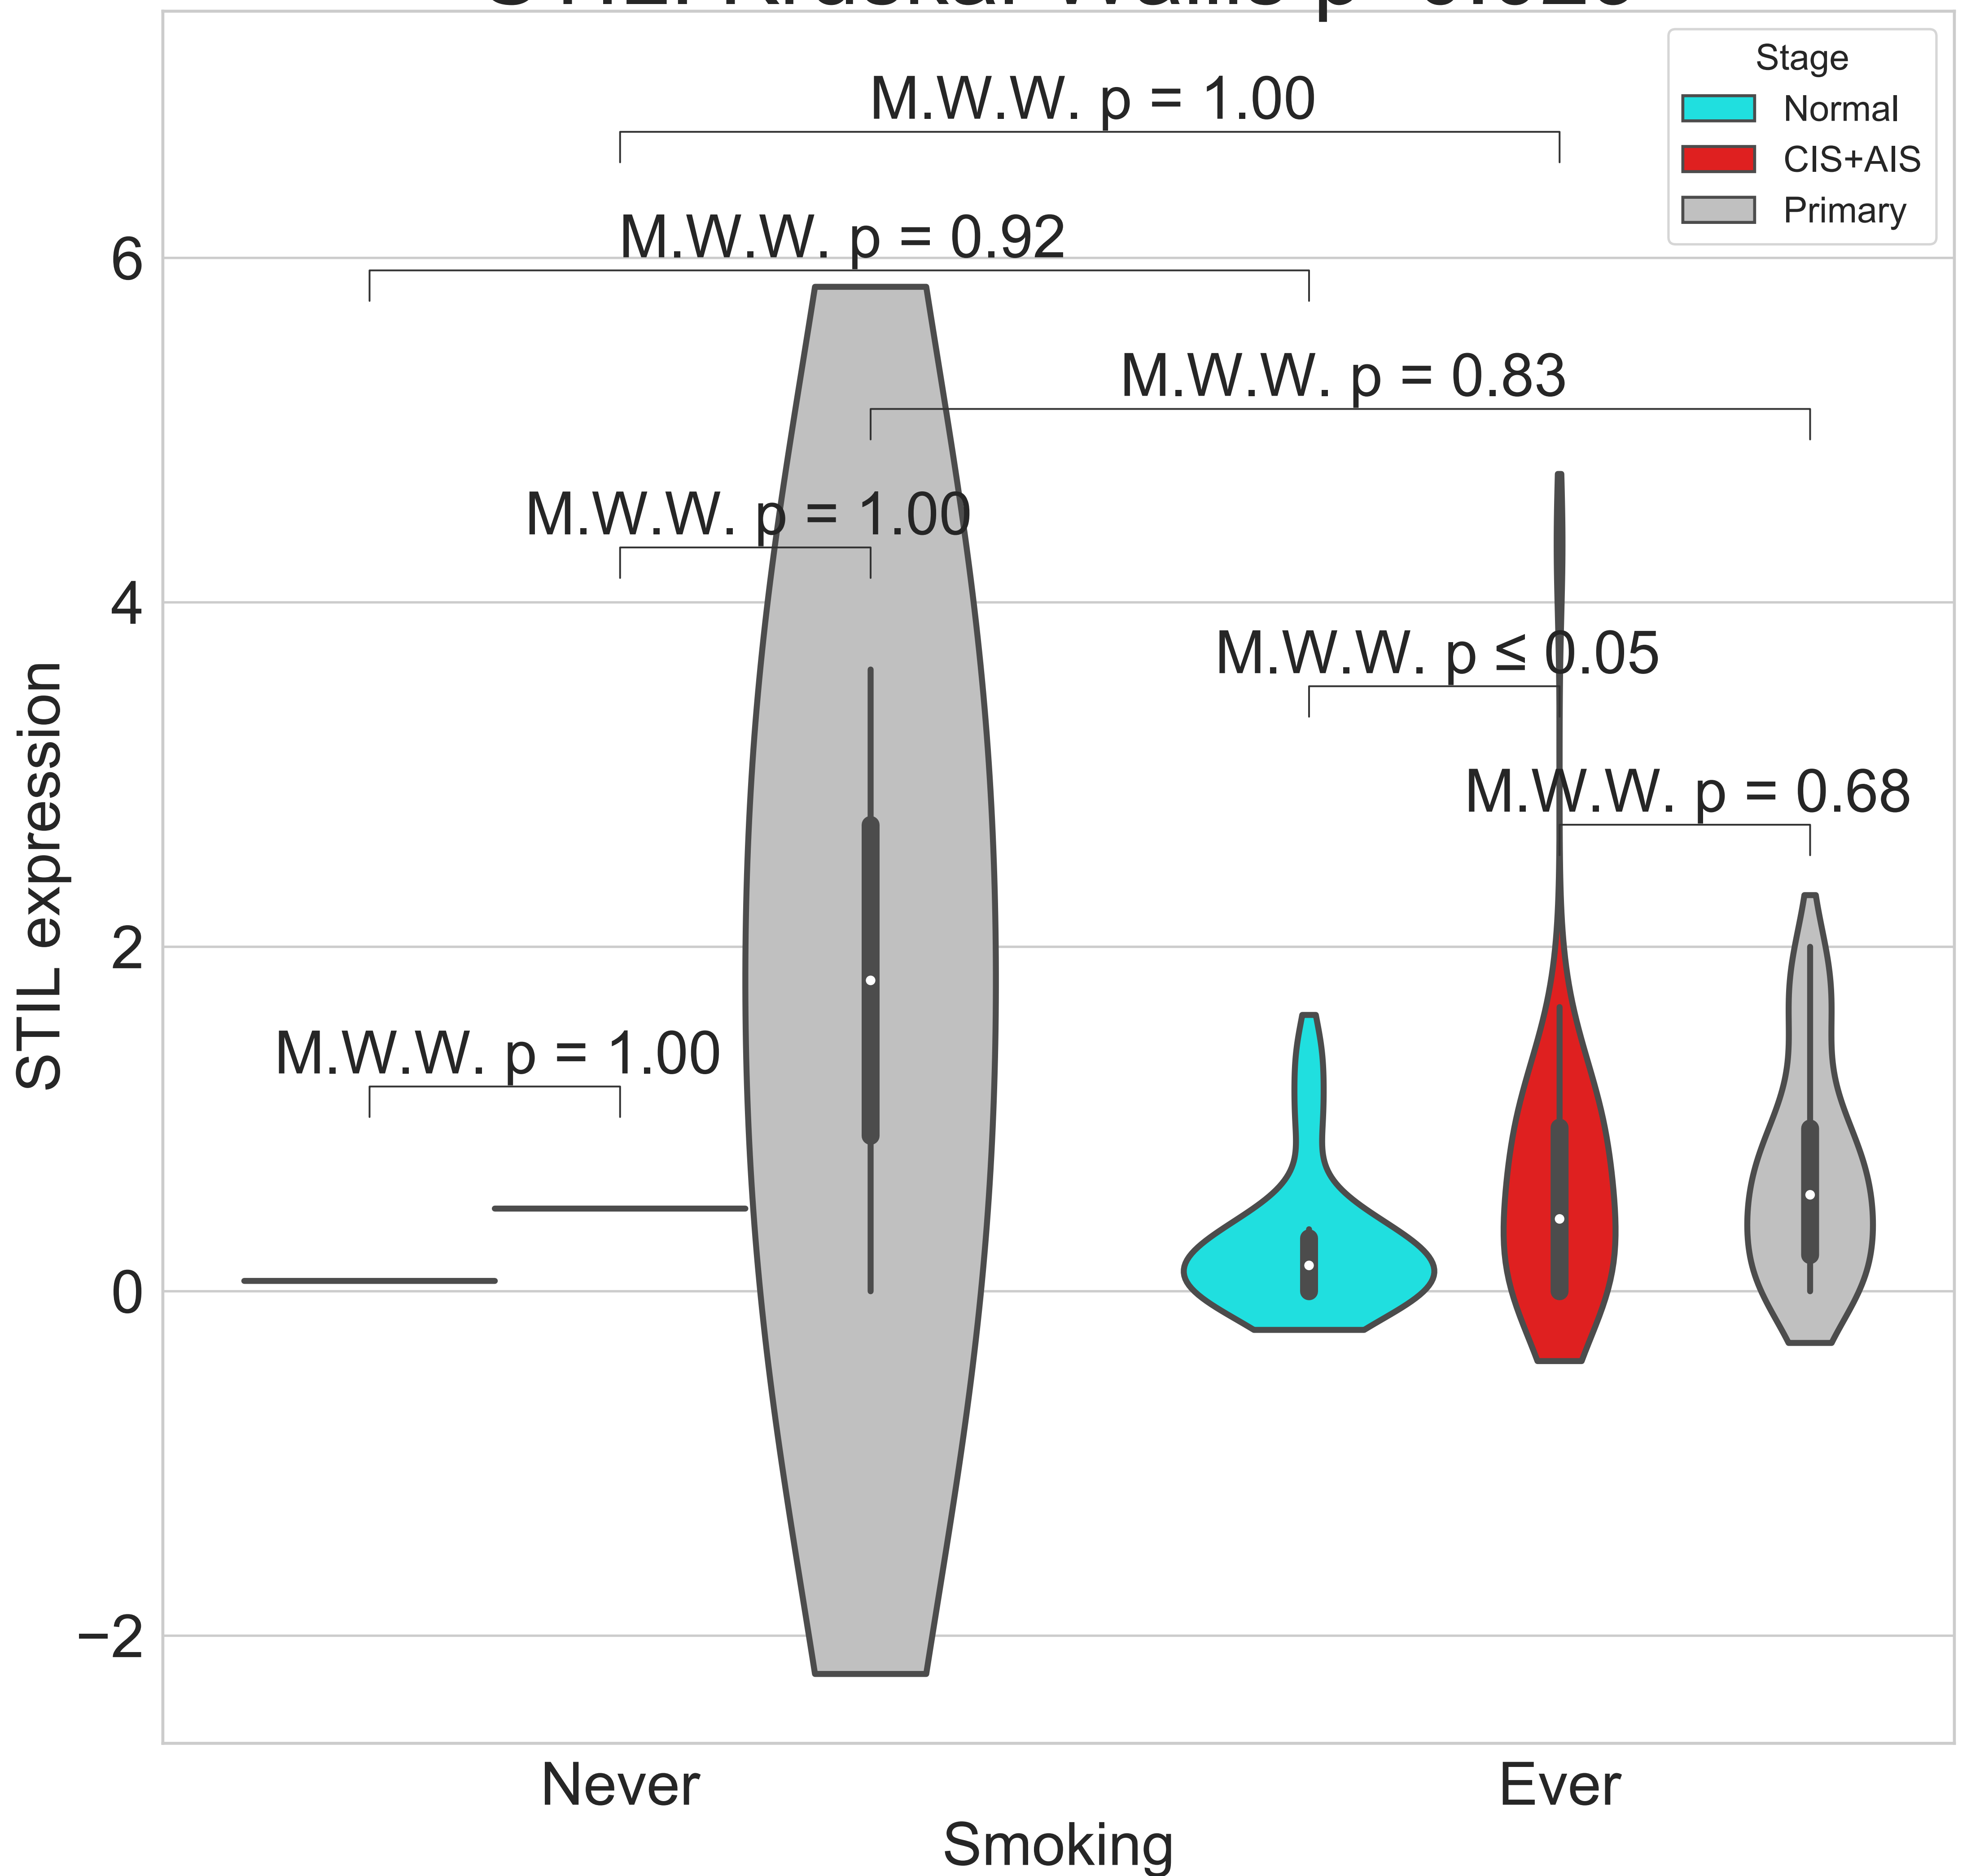 Stage
Normal
CIS+AIS
Primary
M.W.W. p = 1.00
M.W.W. p = 0.92
M.W.W. p = 0.83
M.W.W. p = 1.00
M.W.W. p ≤ 0.05
M.W.W. p = 0.68
M.W.W. p = 1.00
6
4
2
0
−2
STIL expression
Never
Ever
Smoking